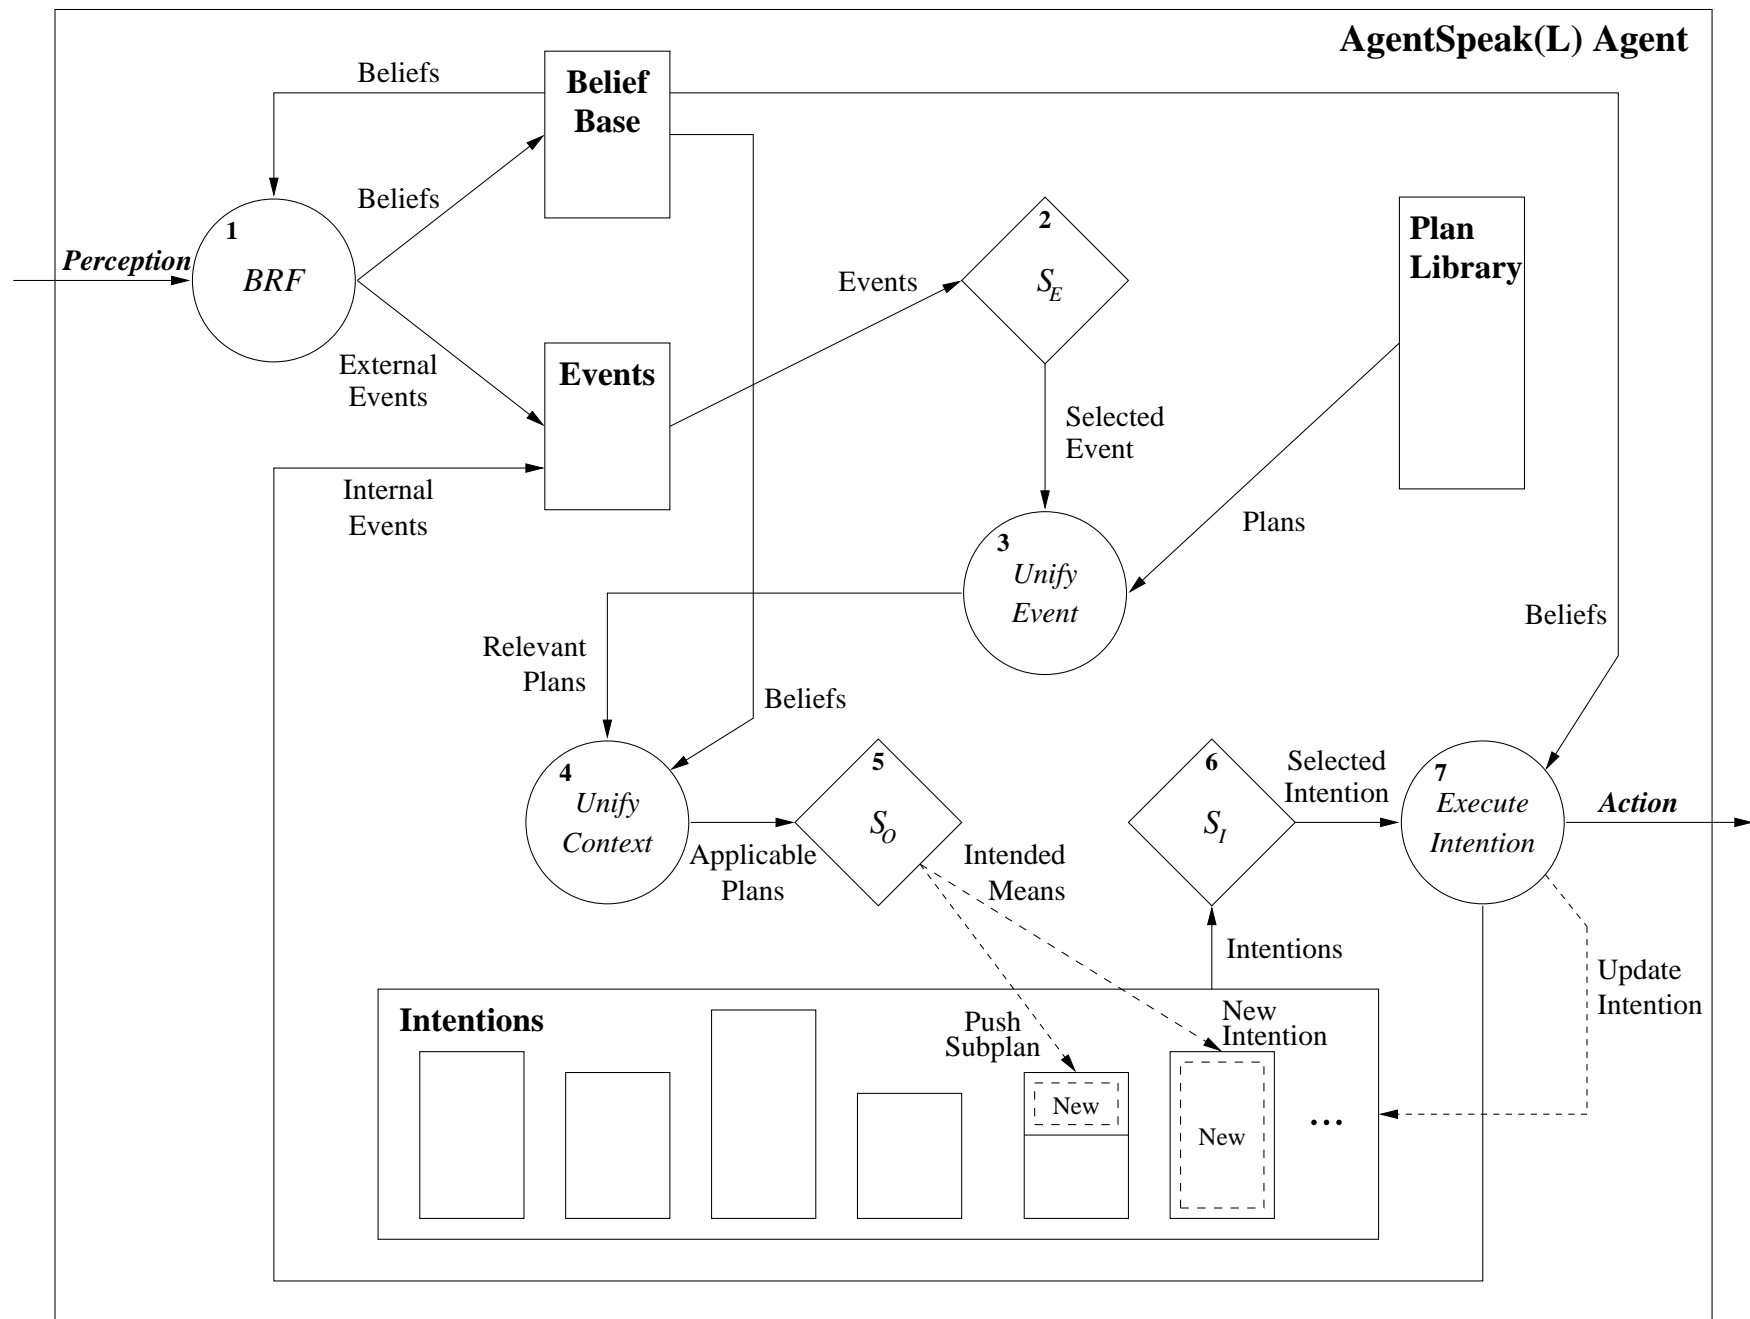 AgentSpeak(L) Agent
Beliefs
Belief
Base
Beliefs
1
BRF
Perception
2
S_E
Plan
Library
Events
External
Events
Events
Selected
Event
Internal
Events
Plans
3
Unify
Event
Beliefs
Relevant
Plans
Beliefs
4
Unify
Context
5
S_O
6
S_I
Selected
Intention
7
Execute
Intention
Action
Applicable
Plans
Intended
Means
Intentions
Update
Intention
Intentions
Push
Subplan
New
Intention
New
New
...